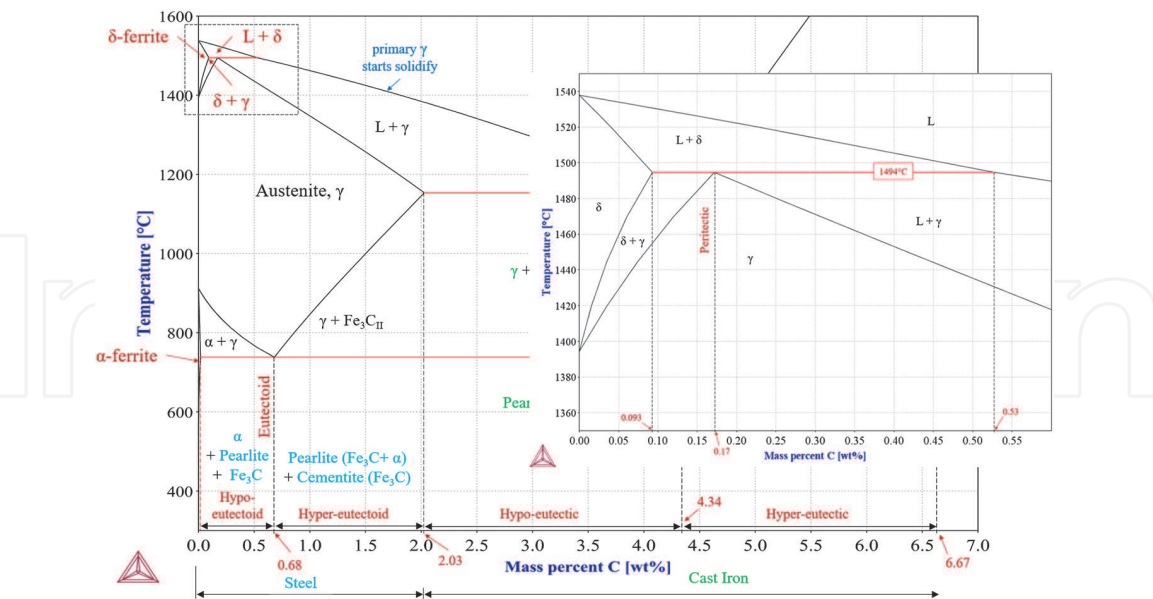 1600
1400
1200
1000
800
600
400
Temperature [°C]
δ-ferrite
L + δ
δ + γ
primary γ
starts solidify
L + γ
Austenite, γ
γ +
γ + Fe₃C_II
α + γ
α-ferrite
Eutectoid
Pear
α
+ Pearlite
+ Fe₃C
Pearlite (Fe₃C+ α)
+ Cementite (Fe₃C)
Hypo-
eutectoid
Hyper-eutectoid
Hypo-eutectic
4.34
Hyper-eutectic
0.0 0.5 1.0 1.5 2.0 2.5 3.0 3.5 4.0 4.5 5.0 5.5 6.0 6.5 7.0
0.68
2.03
6.67
Mass percent C [wt%]
Steel
Cast Iron
1540
1520
1500
1480
1460
1440
1420
1400
1380
1360
Temperature [°C]
L
L + δ
1494°C
δ
δ + γ
Peritectic
γ
L + γ
0.093
0.17
0.53
0.00 0.05 0.10 0.15 0.20 0.25 0.30 0.35 0.40 0.45 0.50 0.55
Mass percent C [wt%]